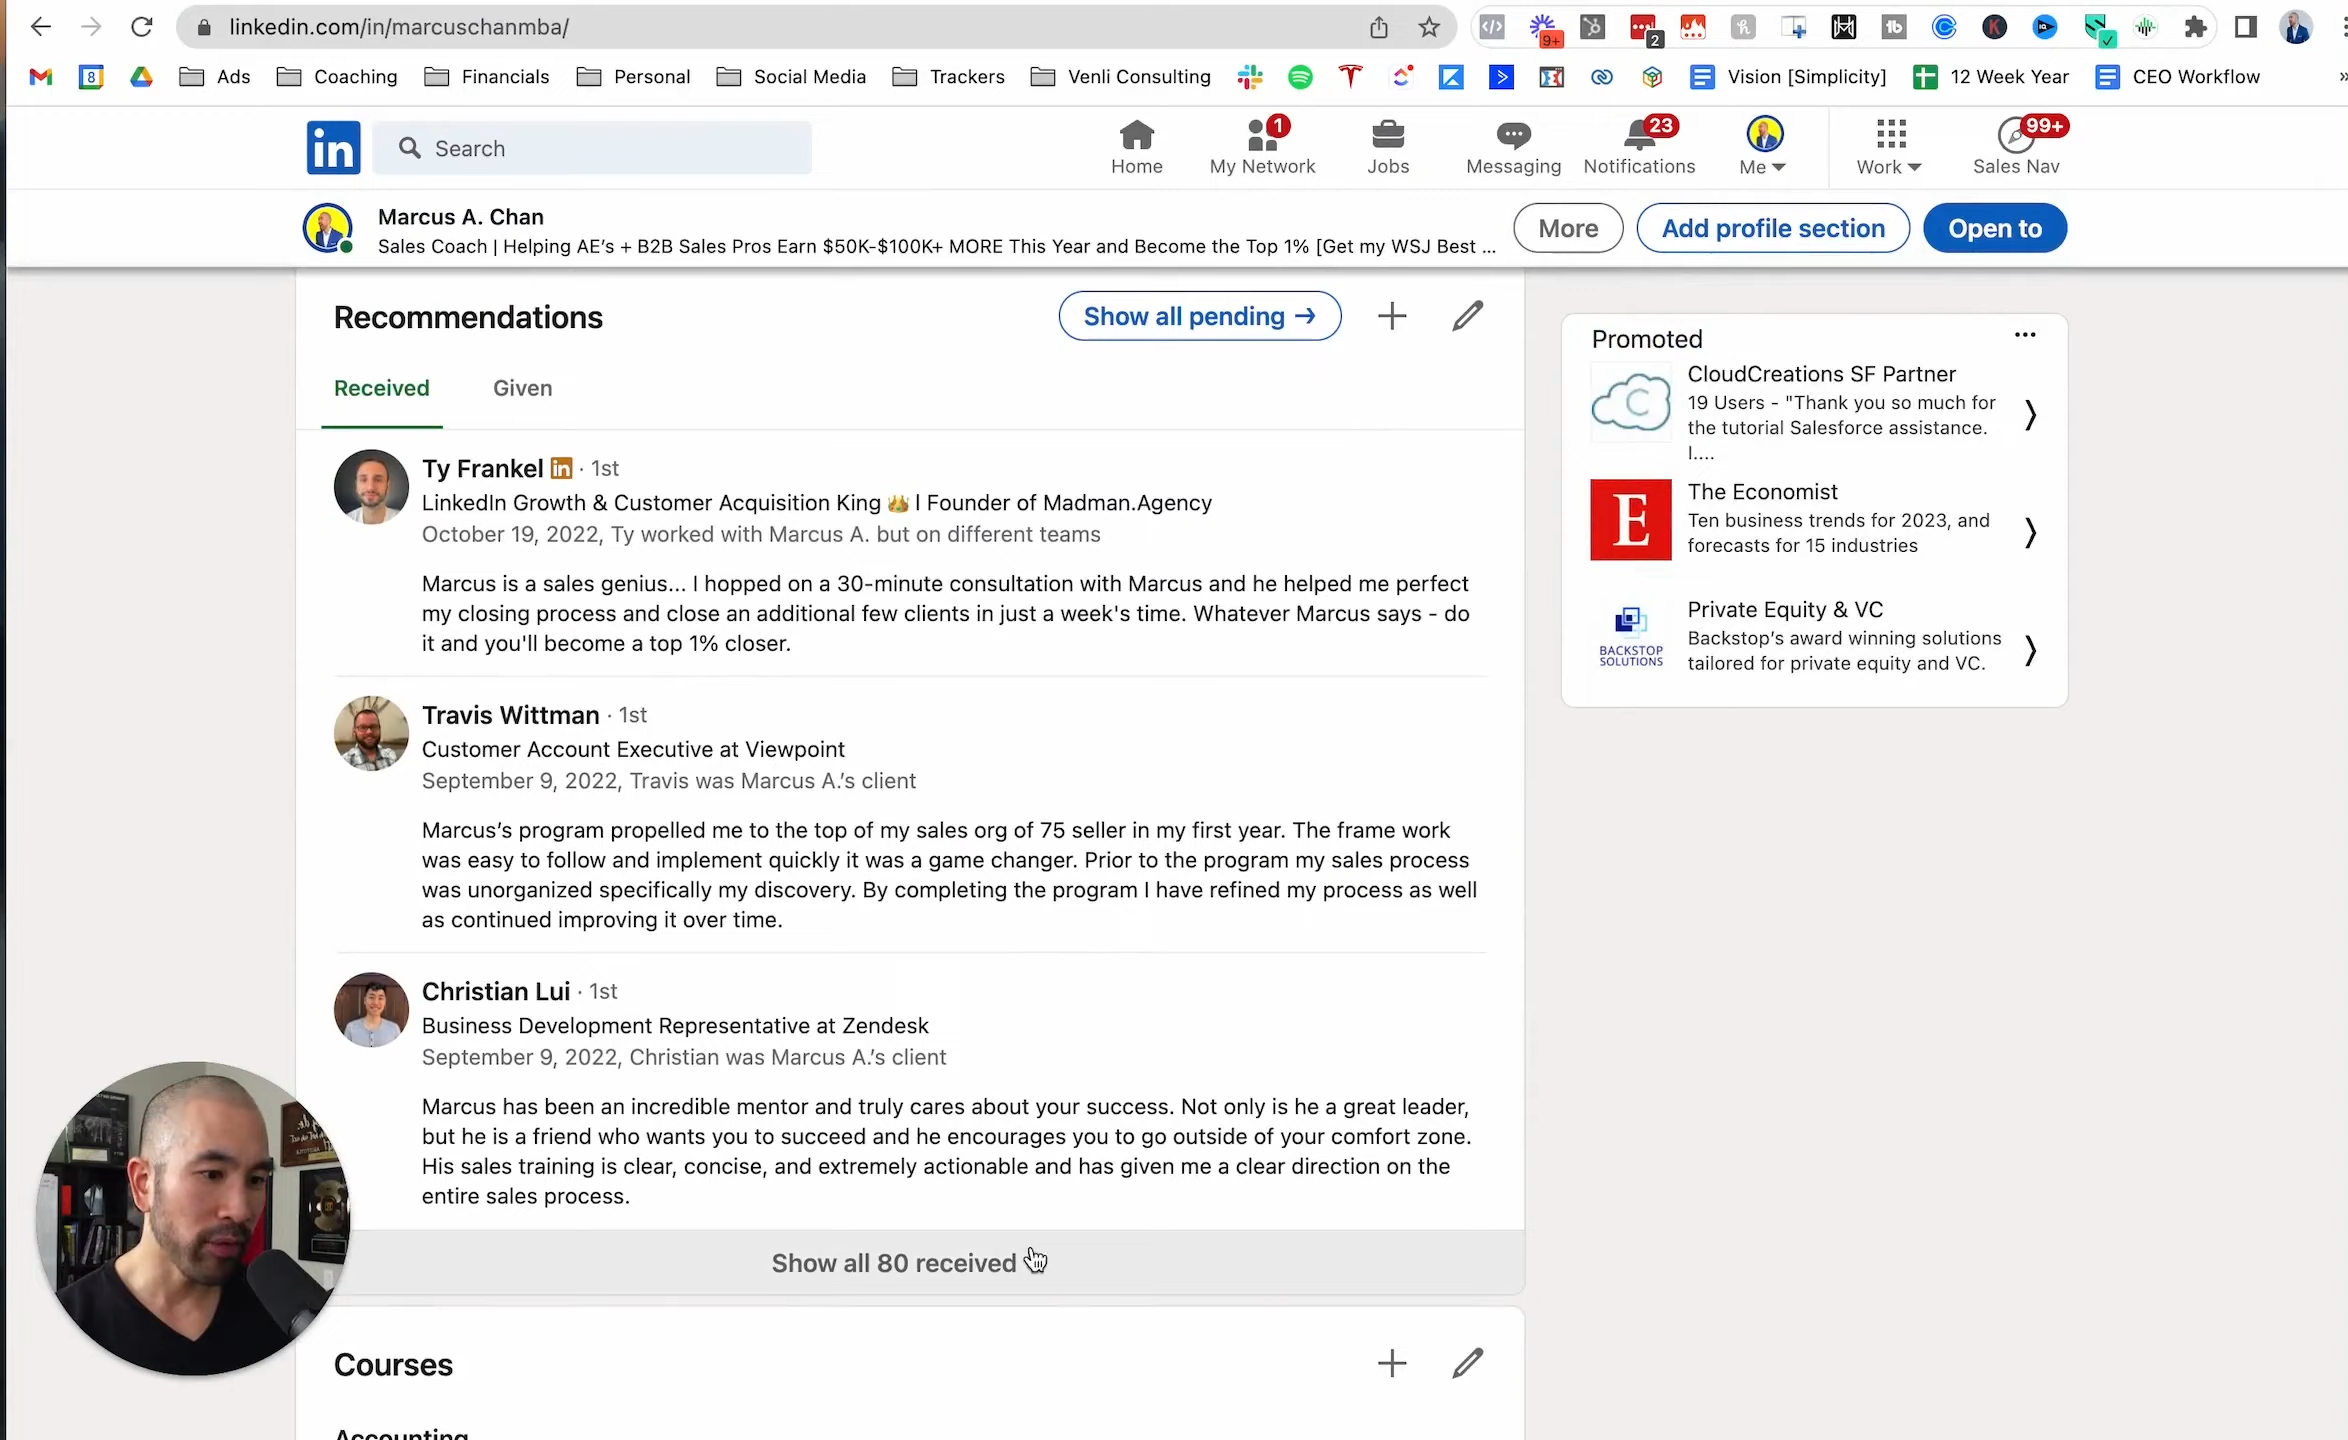 linkedin.com/in/marcuschanmba/
9+
2
8
Ads
Coaching
Financials
Personal
Social Media
Trackers
Venli Consulting
Vision [Simplicity]
12 Week Year
CEO Workflow
»
in
Search
Home
1
My Network
Jobs
Messaging
23
Notifications
Me
Work
99+
Sales Nav
Marcus A. Chan
Sales Coach | Helping AE's + B2B Sales Pros Earn $50K-$100K+ MORE This Year and Become the Top 1% [Get my WSJ Best ...
More
Add profile section
Open to
Recommendations
Show all pending →
Received
Given
Ty Frankel in · 1st
LinkedIn Growth & Customer Acquisition King 👑 l Founder of Madman.Agency
October 19, 2022, Ty worked with Marcus A. but on different teams
Marcus is a sales genius... I hopped on a 30-minute consultation with Marcus and he helped me perfect
my closing process and close an additional few clients in just a week's time. Whatever Marcus says - do
it and you'll become a top 1% closer.
Travis Wittman · 1st
Customer Account Executive at Viewpoint
September 9, 2022, Travis was Marcus A.'s client
Marcus’s program propelled me to the top of my sales org of 75 seller in my first year. The frame work
was easy to follow and implement quickly it was a game changer. Prior to the program my sales process
was unorganized specifically my discovery. By completing the program I have refined my process as well
as continued improving it over time.
Christian Lui · 1st
Business Development Representative at Zendesk
September 9, 2022, Christian was Marcus A.'s client
Marcus has been an incredible mentor and truly cares about your success. Not only is he a great leader,
but he is a friend who wants you to succeed and he encourages you to go outside of your comfort zone.
His sales training is clear, concise, and extremely actionable and has given me a clear direction on the
entire sales process.
Show all 80 received
Courses
Accounting
Promoted
...
CloudCreations SF Partner
19 Users - "Thank you so much for
the tutorial Salesforce assistance.
I....
E
The Economist
Ten business trends for 2023, and
forecasts for 15 industries
BACKSTOP
SOLUTIONS
Private Equity & VC
Backstop's award winning solutions
tailored for private equity and VC.